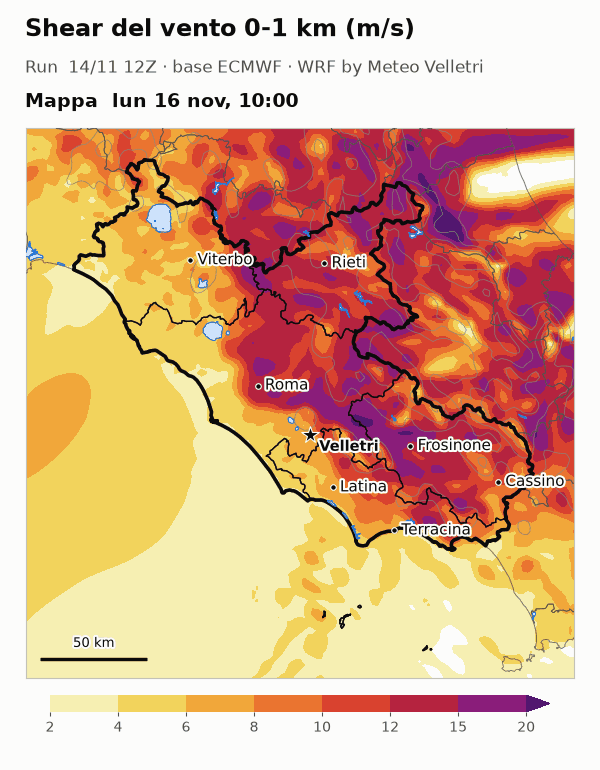 Shear del vento 0-1 km (m/s)
Run 14/11 12Z · base ECMWF · WRF by Meteo Velletri
Mappa lun 16 nov, 10:00
Viterbo
Rieti
Roma
Velletri
Frosinone
Latina
Cassino
Terracina
50 km
2 4 6 8 10 12 15 20